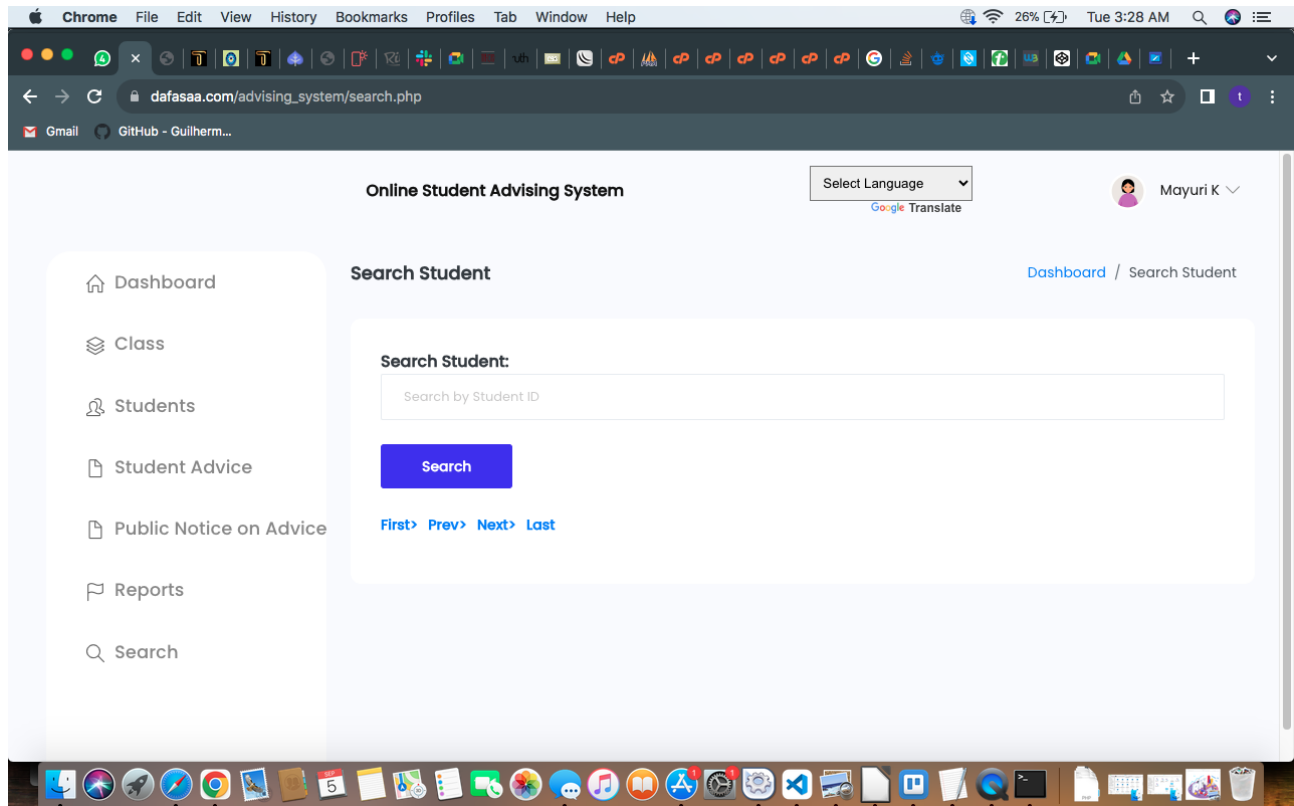 Chrome File Edit View History Bookmarks Profiles Tab Window Help 26% Tue 3:28 AM
dafasaa.com/advising_system/search.php
t
Gmail GitHub - Guilherm...
Online Student Advising System
Select Language
Google Translate
Mayuri K
Dashboard
Class
Students
Student Advice
Public Notice on Advice
Reports
Search
Search Student
Dashboard / Search Student
Search Student:
Search by Student ID
Search
First> Prev> Next> Last
SEP
5